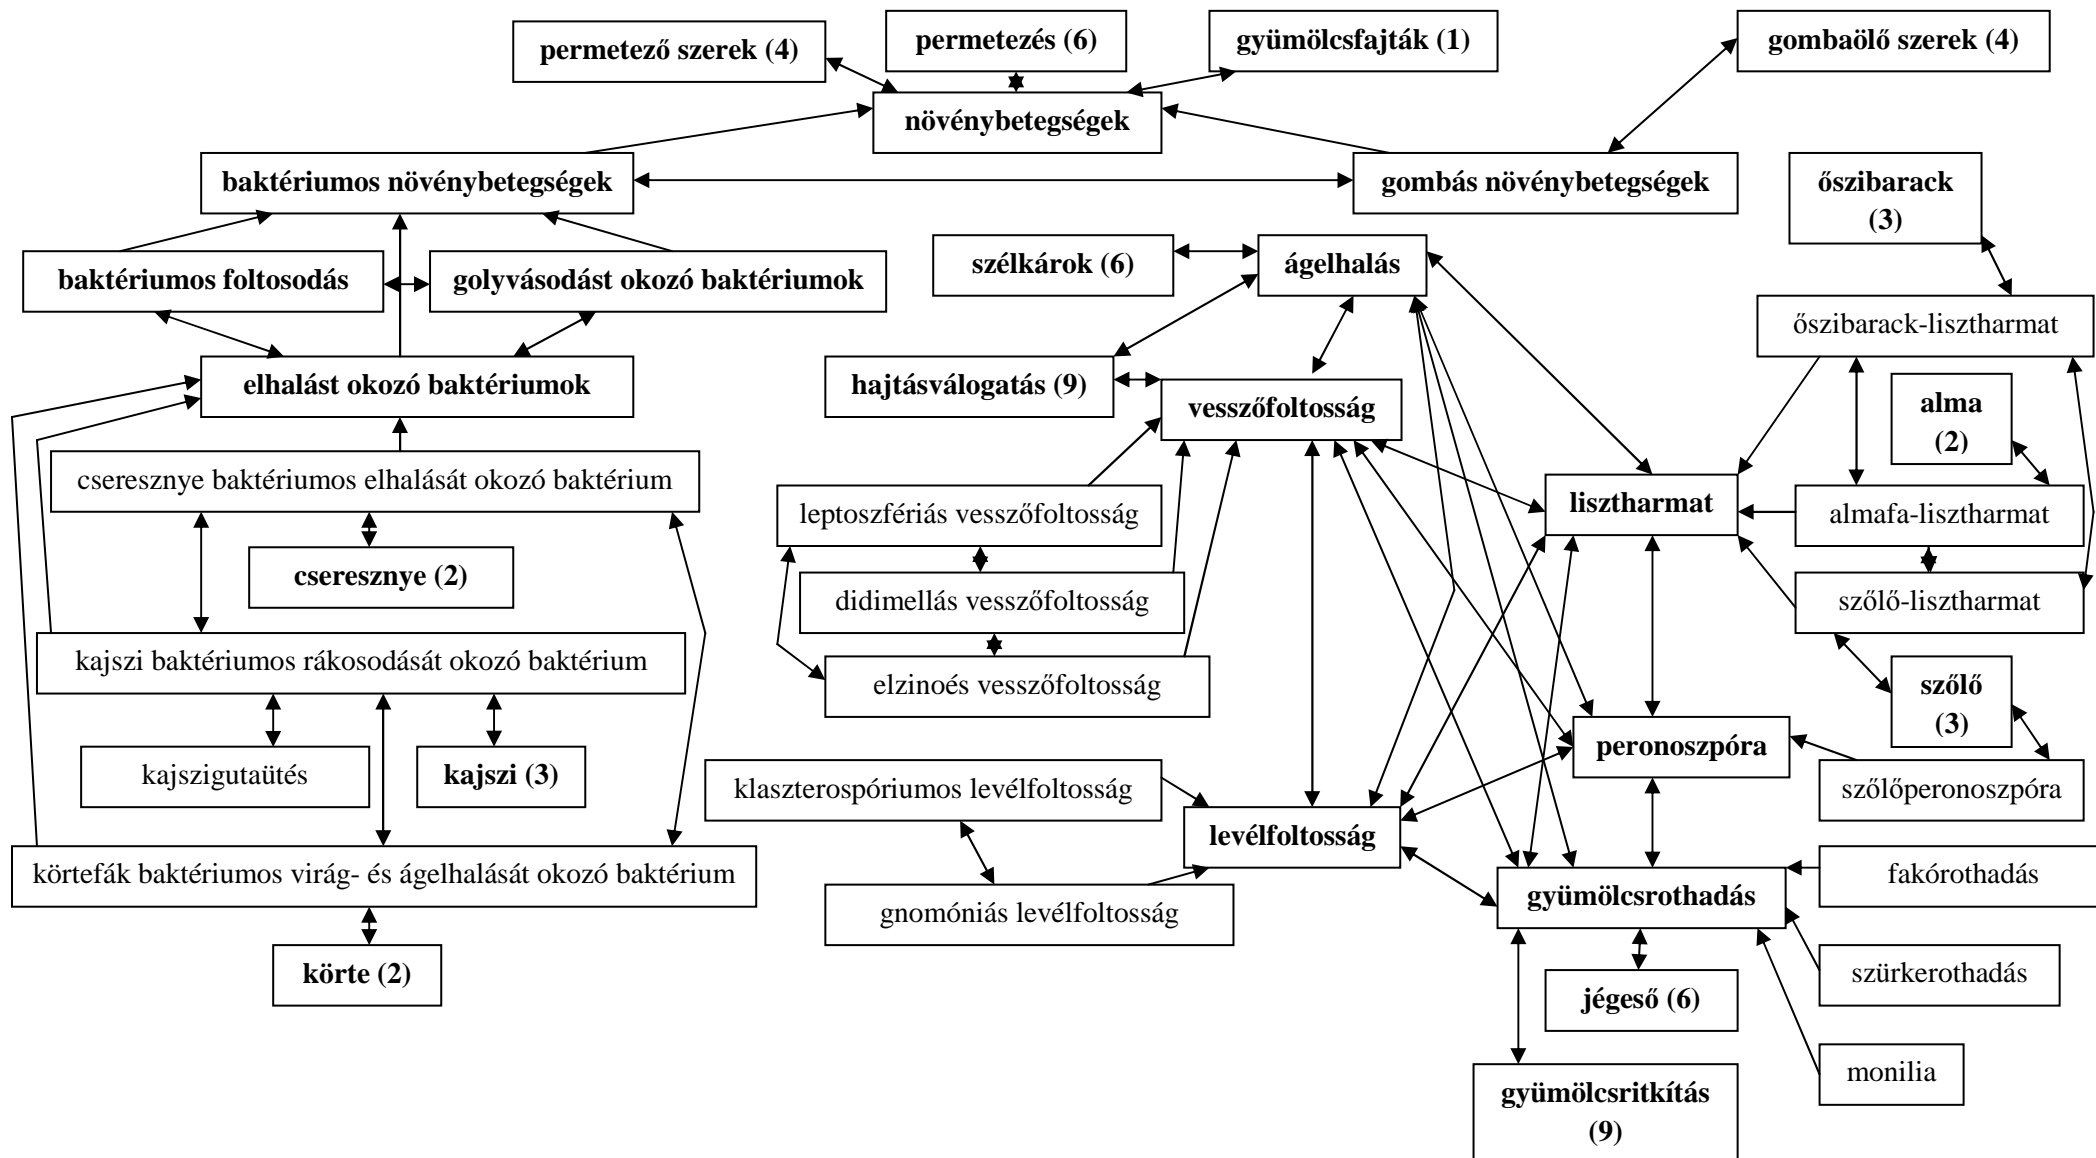 permetező szerek (4)
permetezés (6)
gyümölcsfajták (1)
gombaölő szerek (4)
növénybetegségek
baktériumos növénybetegségek
gombás növénybetegségek
őszibarack
(3)
baktériumos foltosodás
golyvásodást okozó baktériumok
szélkárok (6)
ágelhalás
őszibarack-lisztharmat
elhalást okozó baktériumok
hajtásválogatás (9)
vesszőfoltosság
alma
(2)
cseresznye baktériumos elhalását okozó baktérium
leptoszfériás vesszőfoltosság
lisztharmat
almafa-lisztharmat
cseresznye (2)
didimellás vesszőfoltosság
szőlő-lisztharmat
kajszi baktériumos rákosodását okozó baktérium
elzinoés vesszőfoltosság
szőlő
(3)
kajszigutaütés
kajszi (3)
peronoszpóra
klaszterospóriumos levélfoltosság
szőlőperonoszpóra
levélfoltosság
körtefák baktériumos virág- és ágelhalását okozó baktérium
fakórothadás
gnomóniás levélfoltosság
gyümölcsrothadás
körte (2)
szürkerothadás
jégeső (6)
monilia
gyümölcsritkítás
(9)